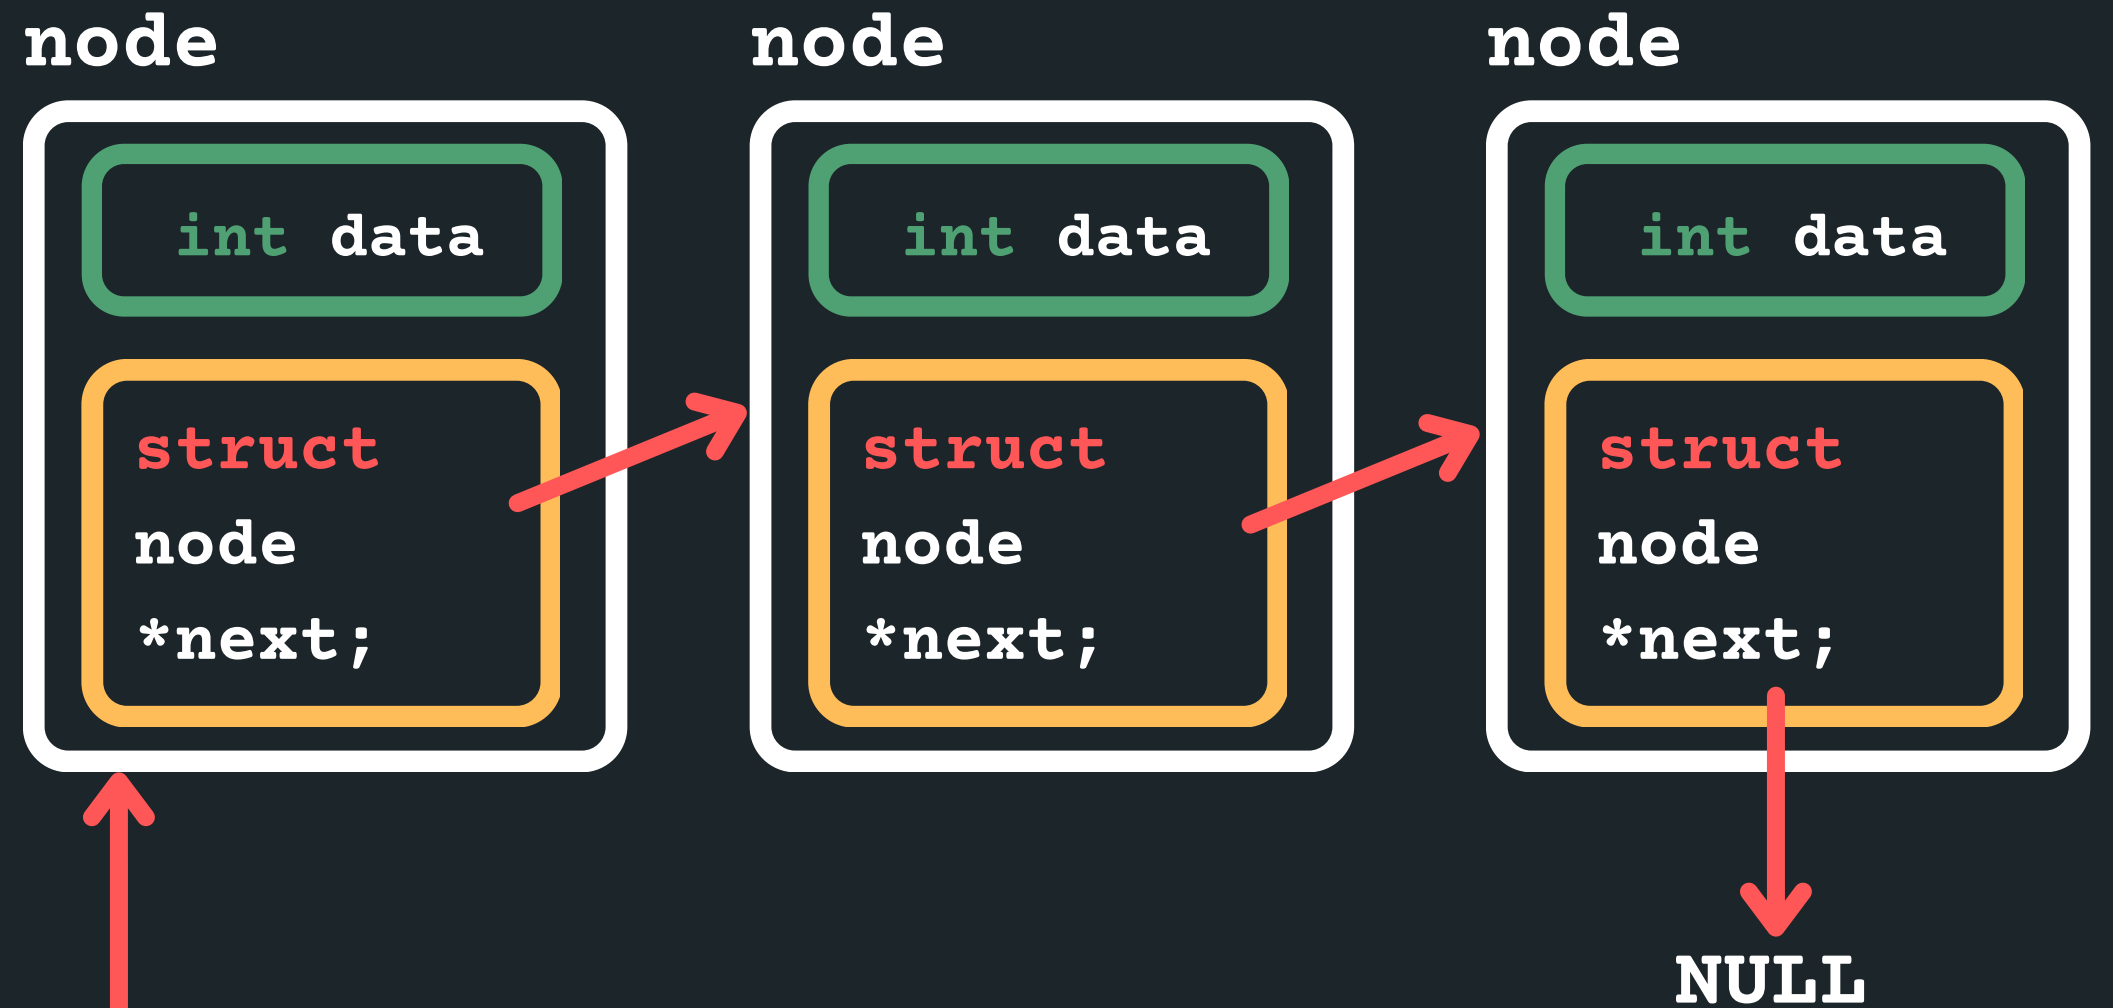 node
int data
struct
node
*next;
node
int data
struct
node
*next;
node
int data
struct
node
*next;
NULL